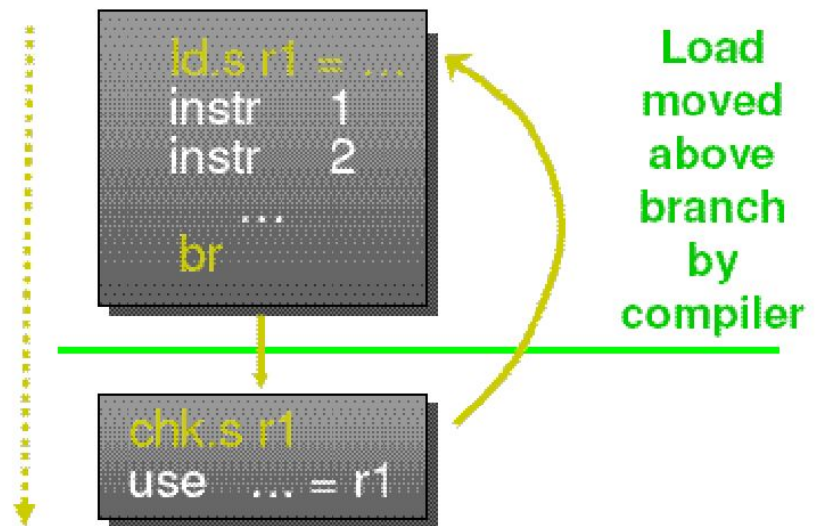 ld.s r1 = ...
instr 1
instr 2
...
br
Load
moved
above
branch
by
compiler
chk.s r1
use ... = r1